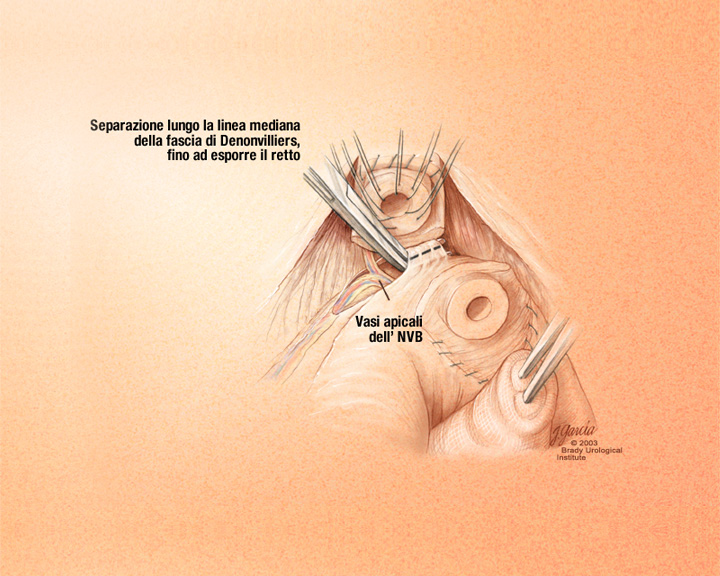 Separazione lungo la linea mediana
della fascia di Denonvilliers,
fino ad esporre il retto
Vasi apicali
dell' NVB
gGarcia
© 2003
Brady Urological
Institute